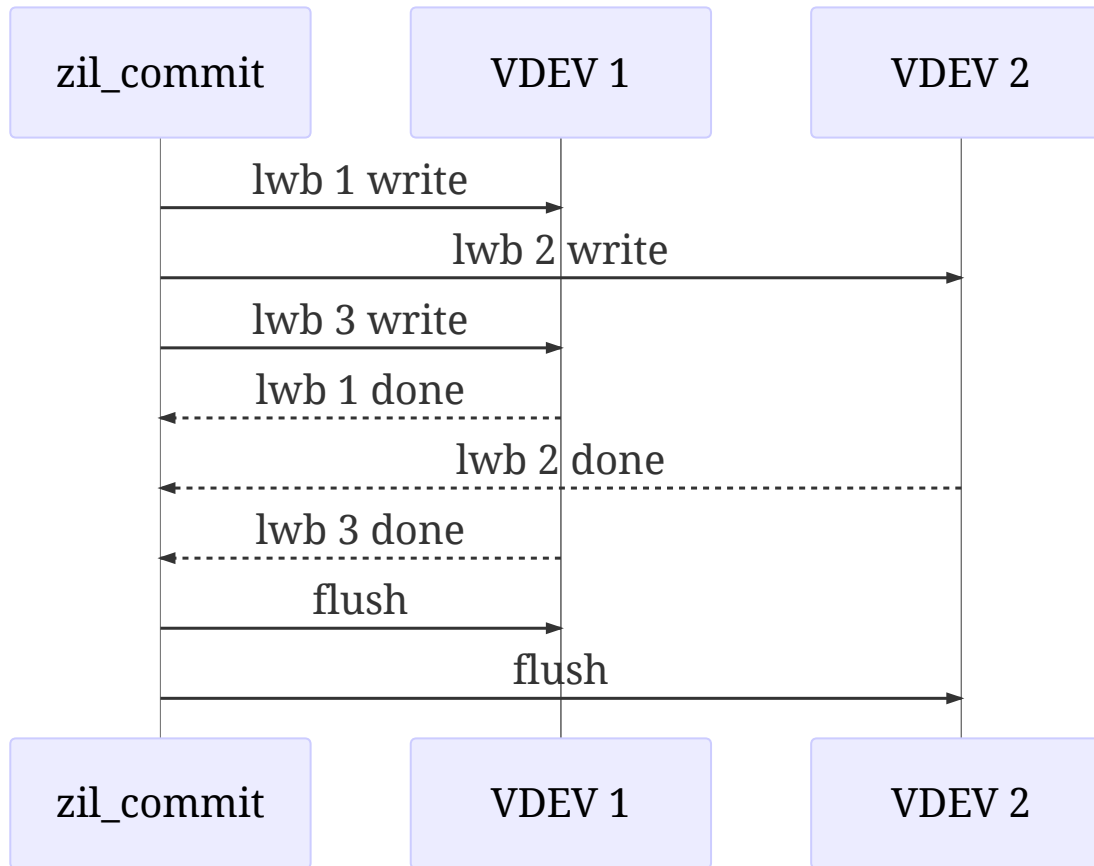 zil_commit VDEV 1 VDEV 2
lwb 1 write
lwb 2 write
lwb 3 write
lwb 1 done
lwb 2 done
lwb 3 done
flush
flush
zil_commit VDEV 1 VDEV 2